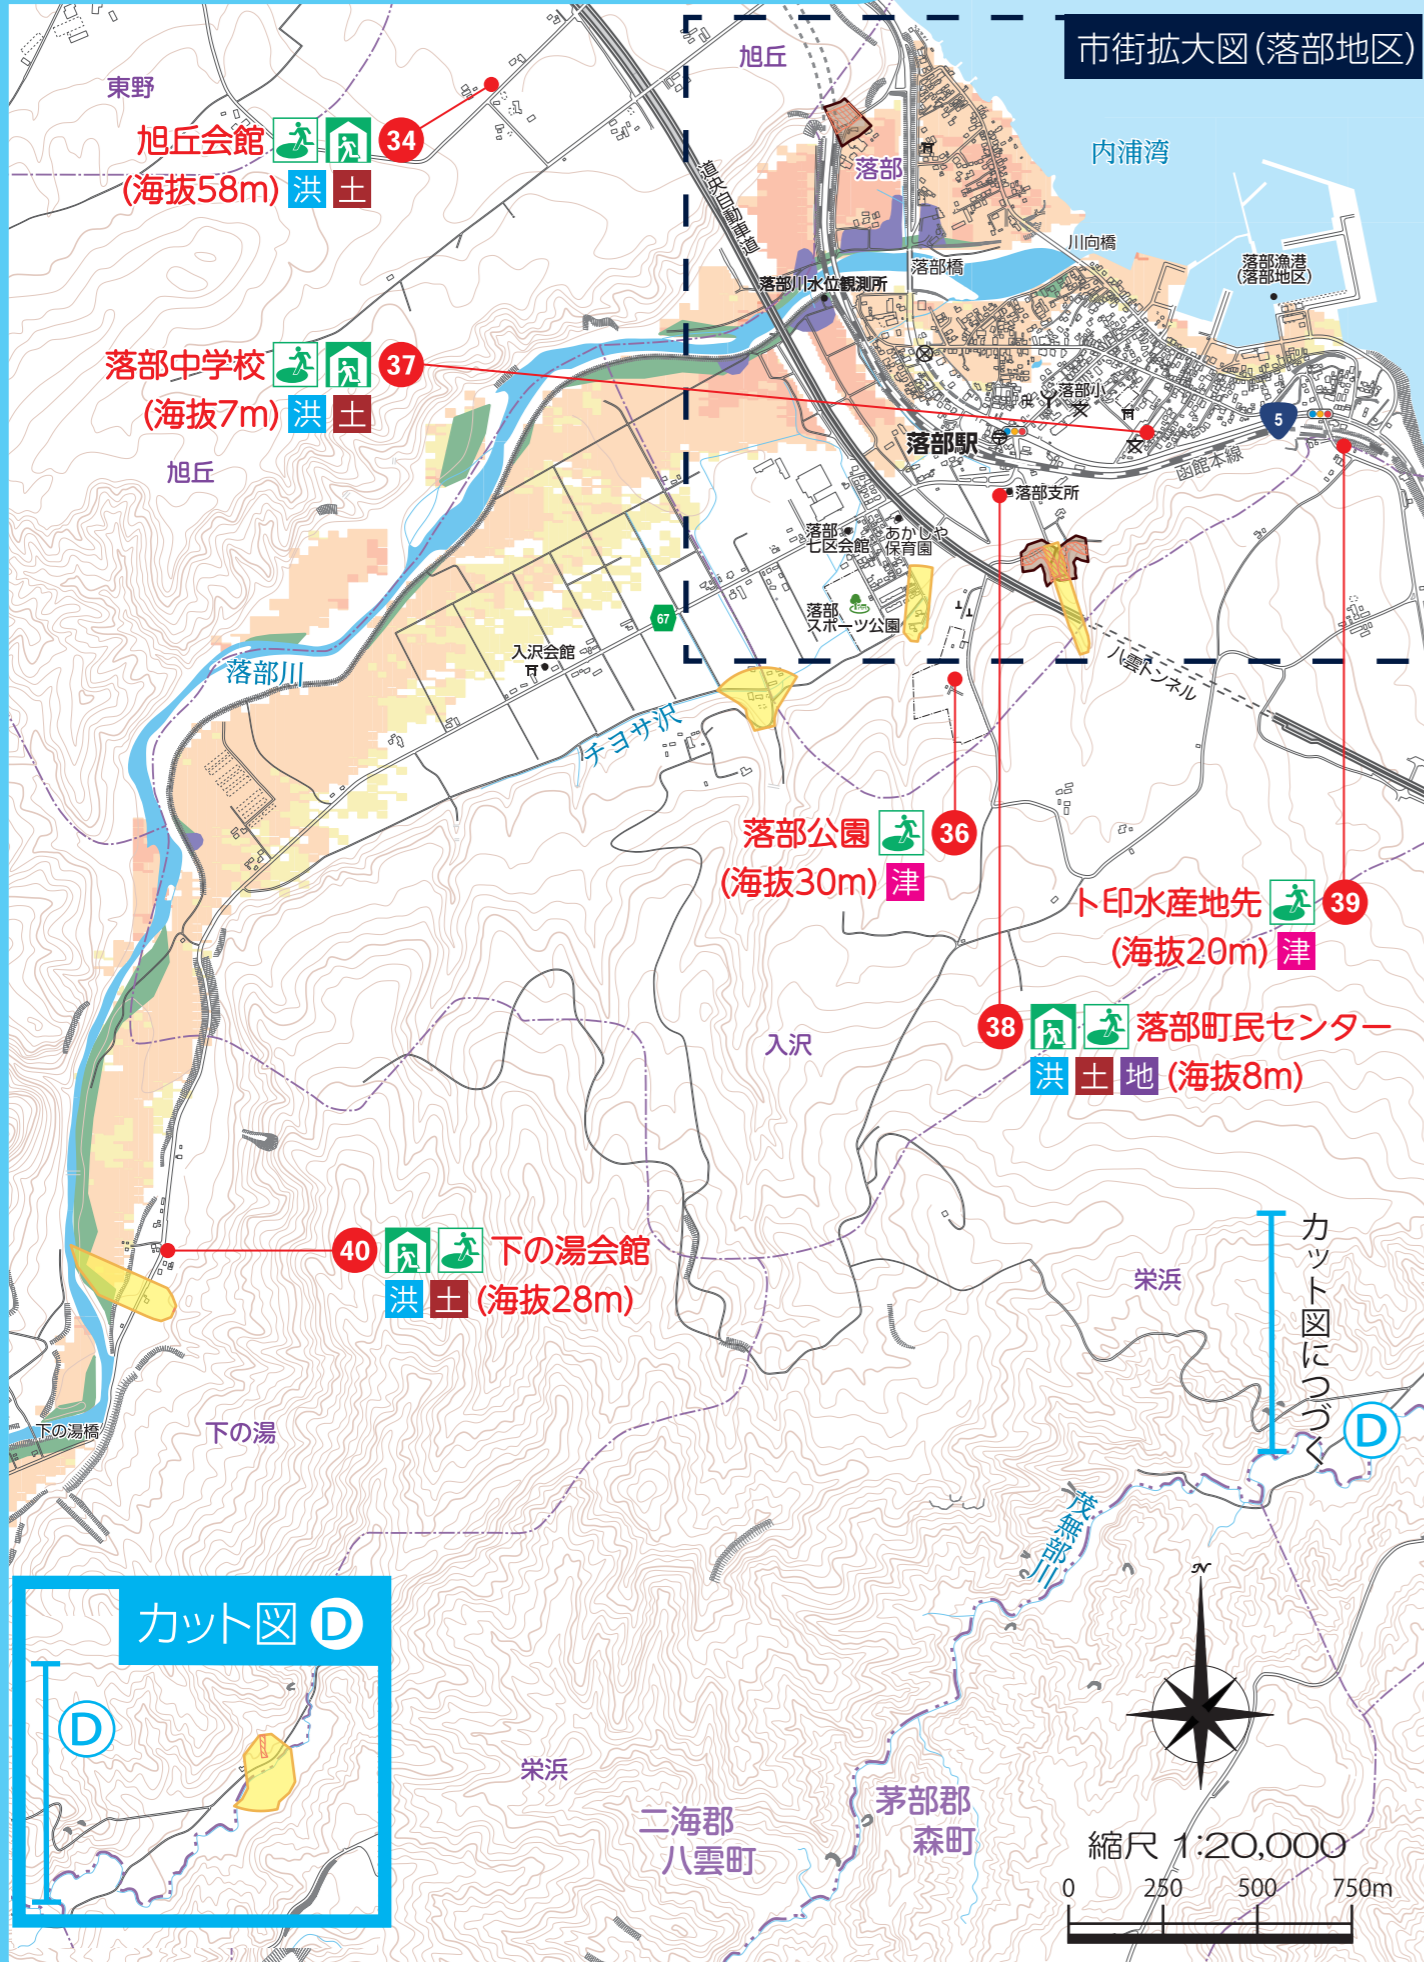 市街拡大図(落部地区)
東野
旭丘
旭丘会館 34
(海抜58m) 洪 土
道央自動車道
落部
内浦湾
川向橋
落部橋
落部漁港
(落部地区)
落部川水位観測所
落部中学校 37
(海抜7m) 洪 土
旭丘
落部小
落部駅
5
函館本線
落部支所
落部
七区会館
あかしや
保育園
落部
スポーツ公園
67
入沢会館
落部川
チヨサ沢
八雲トンネル
落部公園 36
(海抜30m) 津
ト印水産地先 39
(海抜20m) 津
38 落部町民センター
洪 土 地 (海抜8m)
入沢
40 下の湯会館
洪 土 (海抜28m)
栄浜
カット図につづく
D
下の湯橋
下の湯
茂無部川
カット図 D
D
栄浜
二海郡
八雲町
茅部郡
森町
N
縮尺 1:20,000
0 250 500 750m